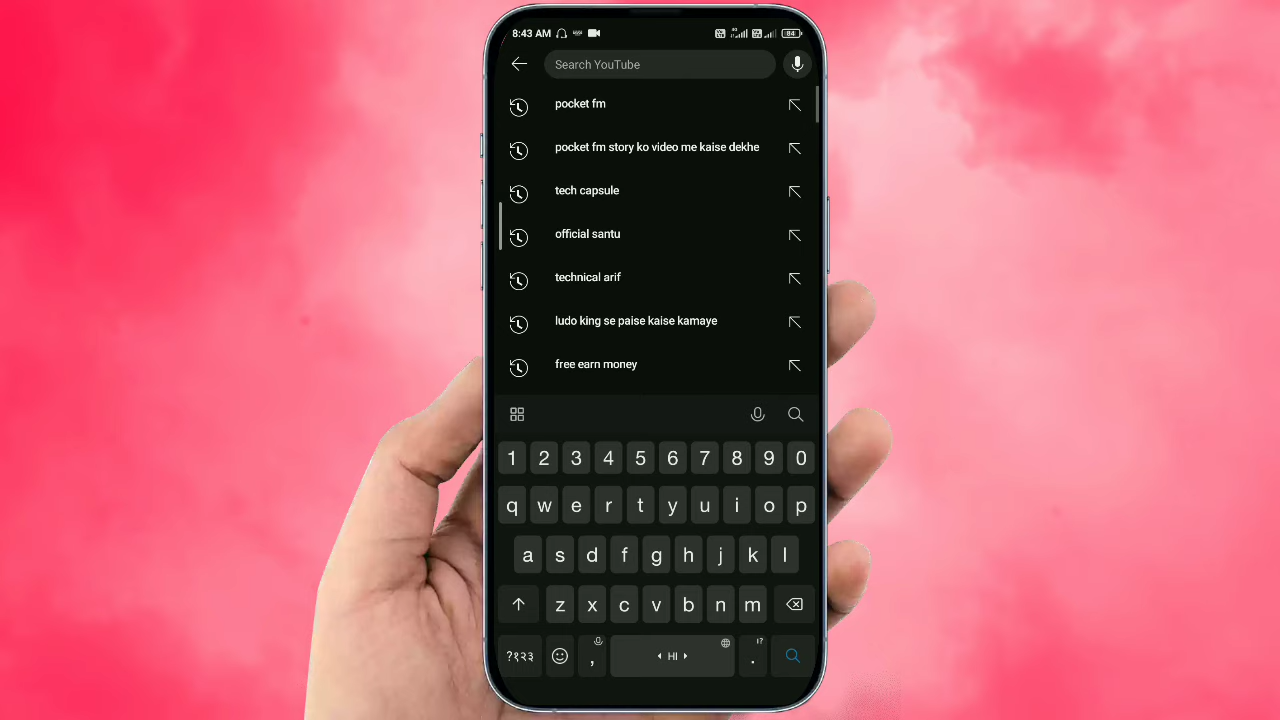 8:43 AM 84
Search YouTube
pocket fm
pocket fm story ko video me kaise dekhe
tech capsule
official santu
technical arif
ludo king se paise kaise kamaye
free earn money
1 2 3 4 5 6 7 8 9 0
q w e r t y u i o p
a s d f g h j k l
z x c v b n m
!?
?१२३ , HI .